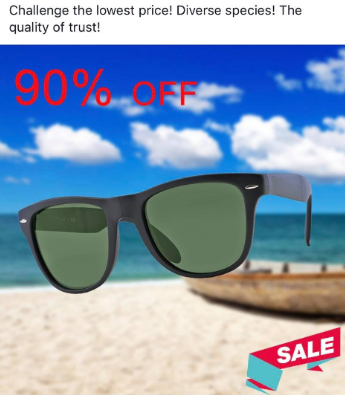 Challenge the lowest price! Diverse species! The
quality of trust!
90% OFF
SALE